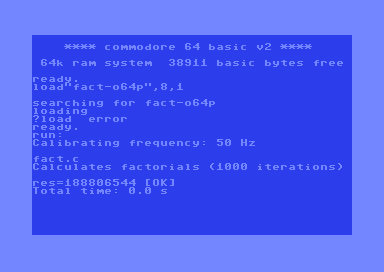 **** commodore 64 basic v2 ****
64k ram system 38911 basic bytes free
ready.
load"fact-o64p",8,1
searching for fact-o64p
loading
?load error
ready.
run:
Calibrating frequency: 50 Hz
fact.c
Calculates factorials (1000 iterations)
res=188806544 [OK]
Total time: 0.0 s